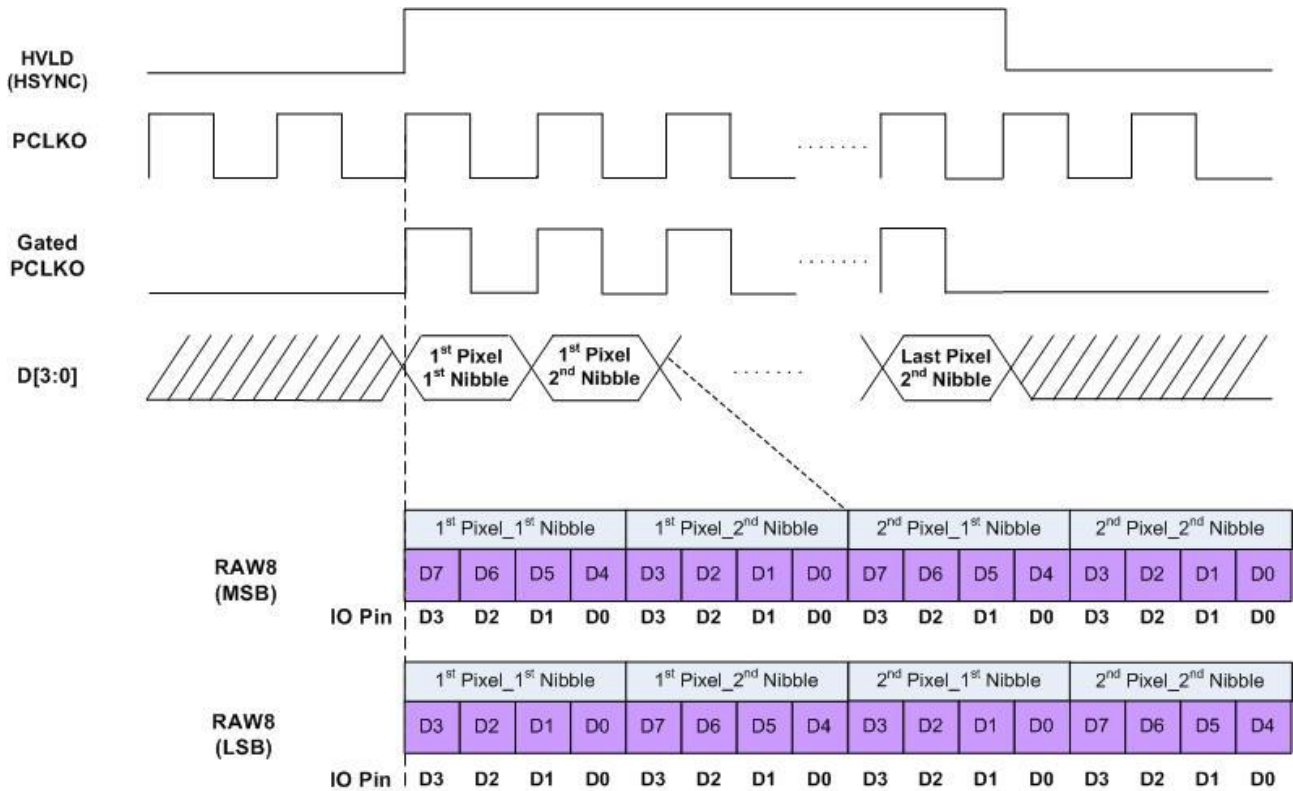 HVLD
(HSYNC)
PCLKO
Gated
PCLKO
D[3:0]
1st Pixel
1st Nibble
1st Pixel
2nd Nibble
Last Pixel
2nd Nibble
1st Pixel_1st Nibble 1st Pixel_2nd Nibble 2nd Pixel_1st Nibble 2nd Pixel_2nd Nibble
RAW8
(MSB)
D7 D6 D5 D4 D3 D2 D1 D0 D7 D6 D5 D4 D3 D2 D1 D0
IO Pin D3 D2 D1 D0 D3 D2 D1 D0 D3 D2 D1 D0 D3 D2 D1 D0
1st Pixel_1st Nibble 1st Pixel_2nd Nibble 2nd Pixel_1st Nibble 2nd Pixel_2nd Nibble
RAW8
(LSB)
D3 D2 D1 D0 D7 D6 D5 D4 D3 D2 D1 D0 D7 D6 D5 D4
IO Pin D3 D2 D1 D0 D3 D2 D1 D0 D3 D2 D1 D0 D3 D2 D1 D0